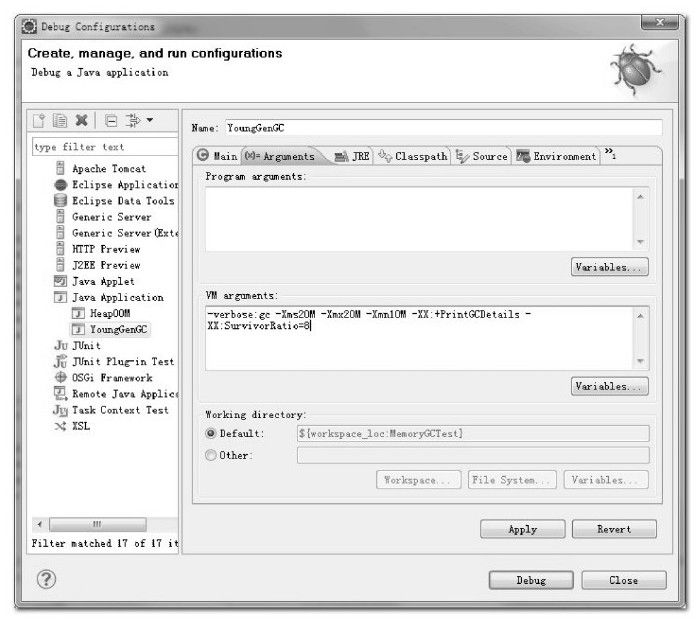 Debug Configurations
Create, manage, and run configurations
Debug a Java application
type filter text
Apache Tomcat
Eclipse Application
Eclipse Data Tools
Generic Server
Generic Server(Exte
HTTP Preview
J2EE Preview
Java Applet
Java Application
HeapOOM
YoungGenGC
JUnit
JUnit Plug-in Test
OSGi Framework
Remote Java Applic
Task Context Test
XSL
Filter matched 17 of 17 it
Name: YoungGenGC
Main (x)= Arguments JRE Classpath Source Environment »1
Program arguments:
Variables...
VM arguments:
-verbose:gc -Xms20M -Xmx20M -Xmn10M -XX:+PrintGCDetails -
XX:SurvivorRatio=8
Variables...
Working directory:
Default: ${workspace_loc:MemoryGCTest}
Other:
Workspace... File System... Variables...
Apply Revert
Debug Close